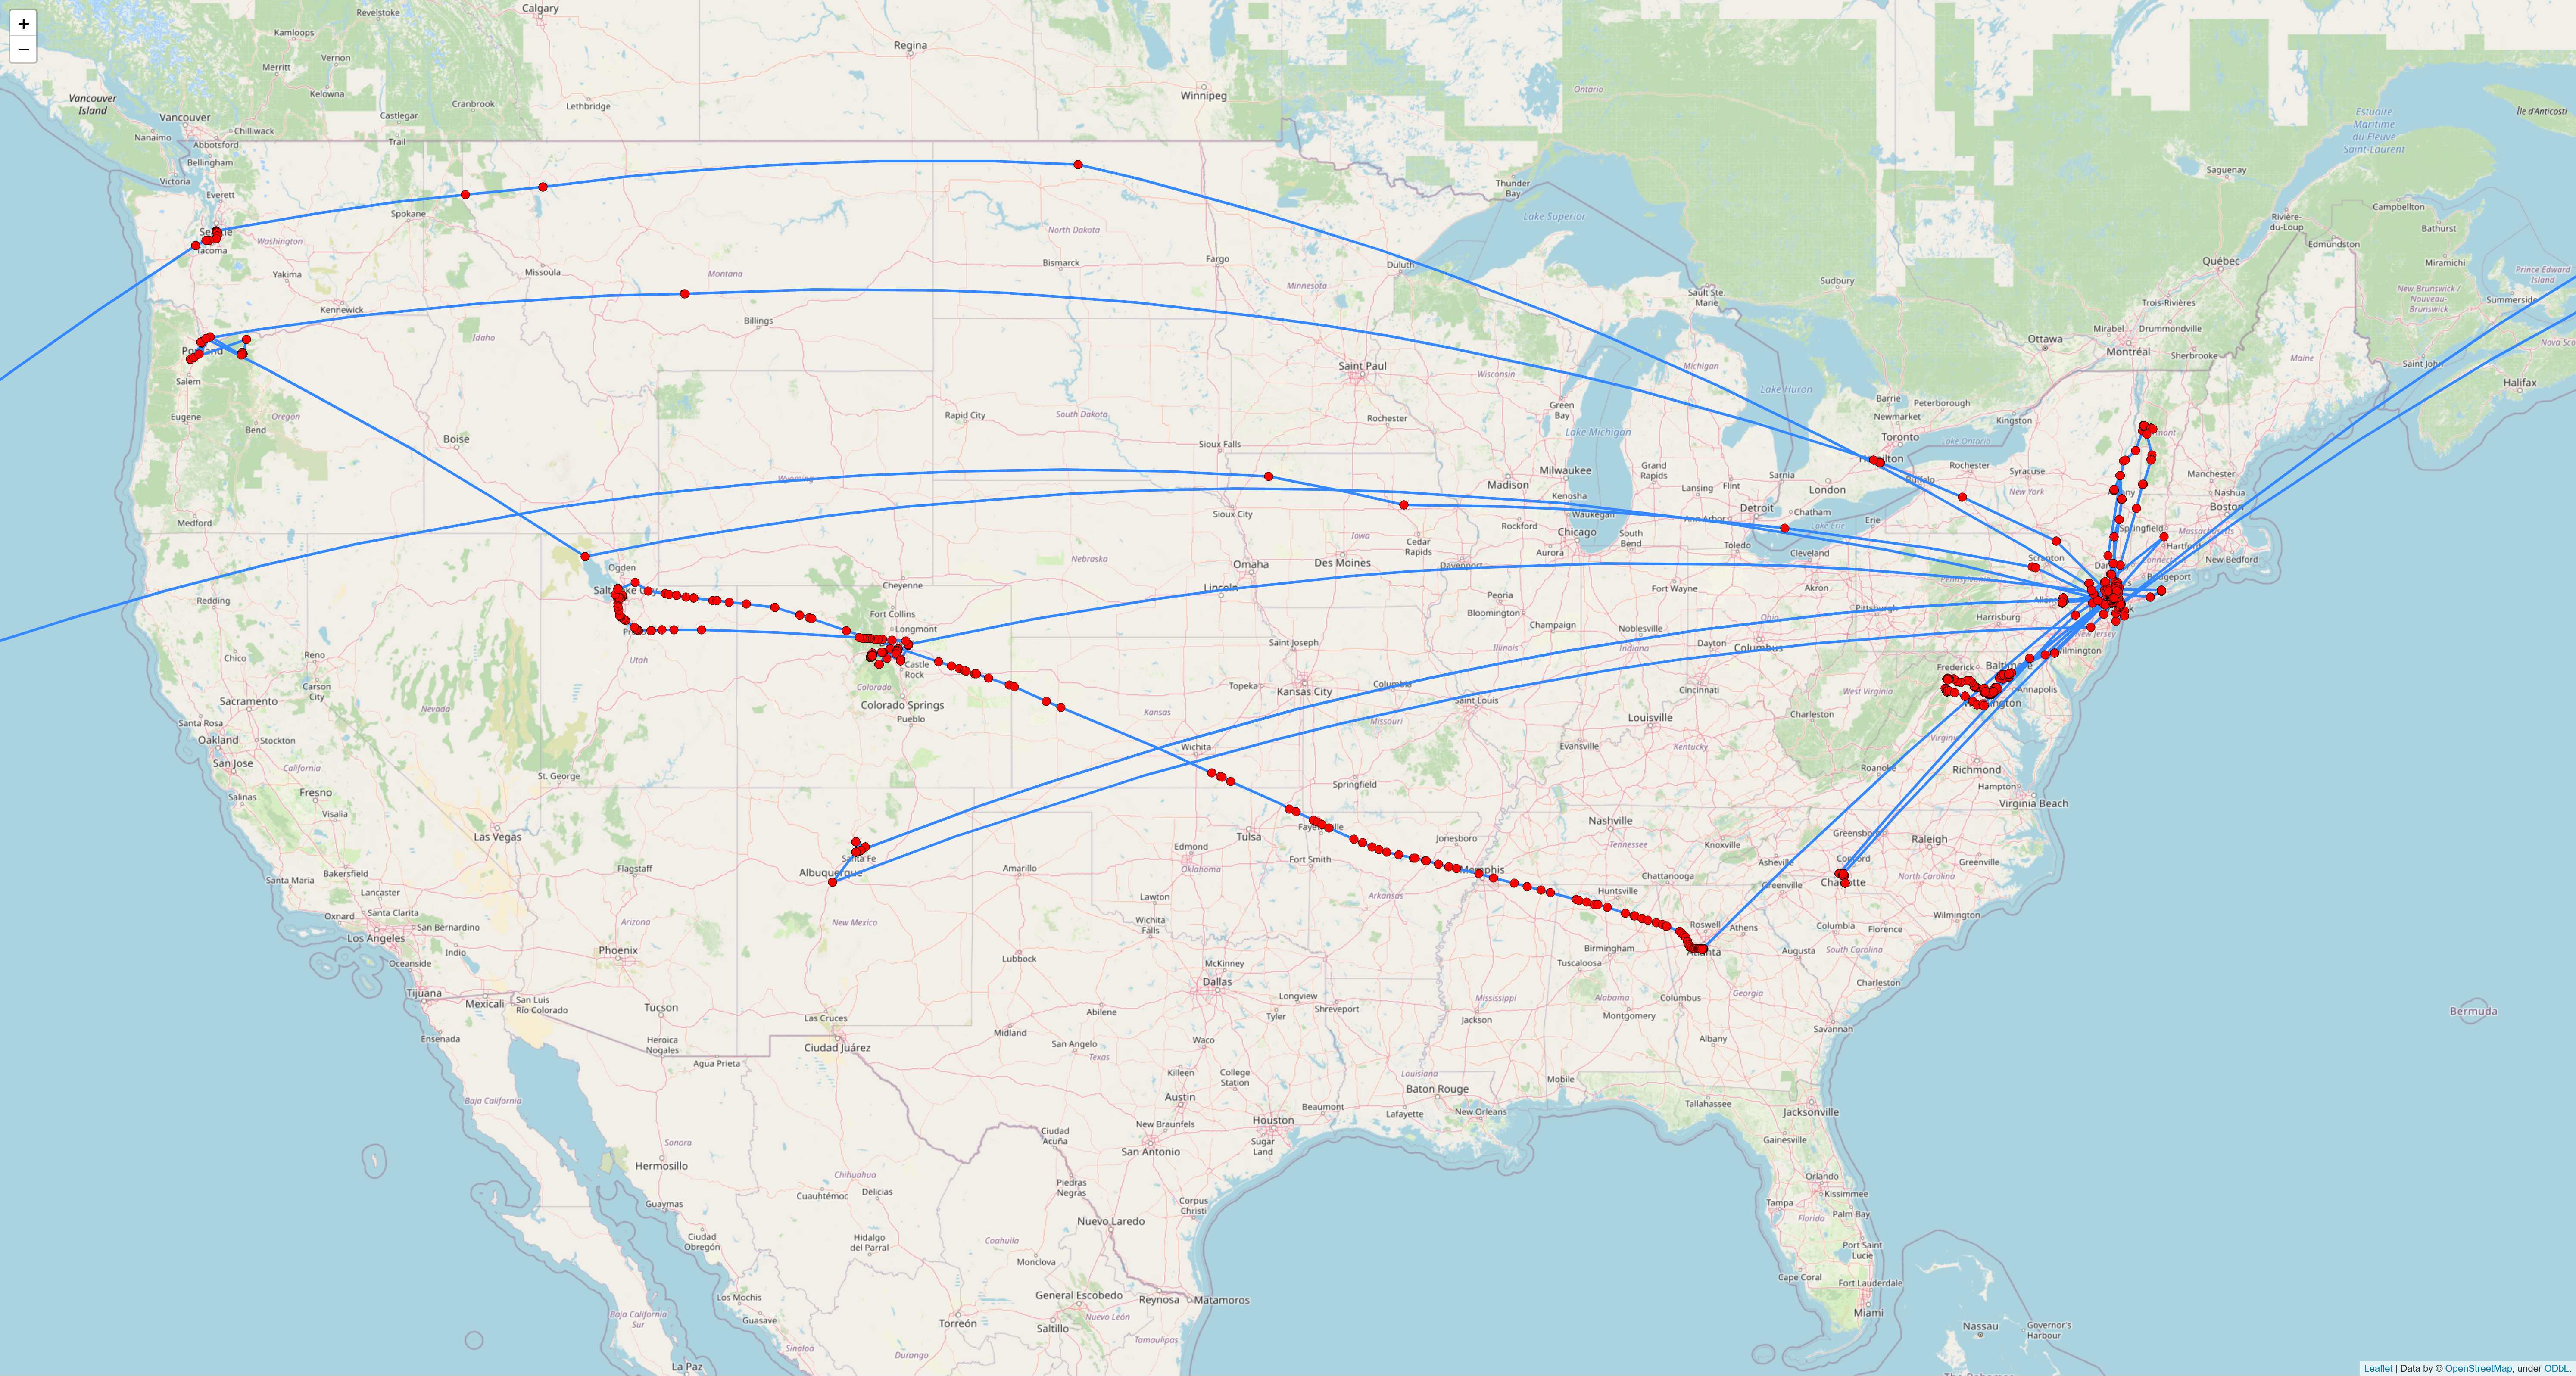 +
−
Calgary
Revelstoke
Kamloops
Regina
Vernon
Merritt
Winnipeg
Ontario
Estuaire
Maritime
du Fleuve
Saint-Laurent
Île d'Anticosti
Vancouver
Island
Kelowna
Cranbrook
Lethbridge
Castlegar
Vancouver
Chilliwack
Nanaimo
Abbotsford
Trail
Bellingham
Victoria
Everett
Thunder
Bay
Saguenay
Campbellton
Bathurst
Rivière-
du-Loup
Edmundston
Lake Superior
Spokane
Tacoma
Washington
North Dakota
Yakima
Missoula
Montana
Bismarck
Fargo
Duluth
Québec
Miramichi
Prince Edward
Island
Minnesota
Sault Ste.
Marie
Sudbury
Trois-Rivières
New Brunswick /
Nouveau-
Brunswick
Summerside
Kennewick
Billings
Idaho
Mirabel
Drummondville
Ottawa
Montréal
Sherbrooke
Maine
Nova Sco
Saint John
Halifax
Salem
Saint Paul
Wisconsin
Michigan
Lake Huron
Barrie
Peterborough
Newmarket
Kingston
Eugene
Oregon
Bend
Boise
Rapid City
South Dakota
Rochester
Green
Bay
Lake Michigan
Toronto
Lake Ontario
Sioux Falls
Milwaukee
Madison
Kenosha
Waukegan
Grand
Rapids
Lansing
Flint
Sarnia
London
Rochester
Syracuse
New York
Manchester
Nashua
Boston
Wyoming
Medford
Sioux City
Iowa
Cedar
Rapids
Rockford
Chicago
Ann Arbor
Detroit
Chatham
Lake Erie
Erie
Springfield
Massachusetts
Hartford
New Bedford
Bridgeport
Scranton
Ogden
Cheyenne
Nebraska
Omaha
Des Moines
Davenport
Aurora
South
Bend
Toledo
Cleveland
Akron
Redding
Fort Collins
Longmont
Lincoln
Peoria
Bloomington
Champaign
Fort Wayne
Pittsburgh
Harrisburg
New Jersey
Chico
Reno
Utah
Carson
City
Nevada
Castle
Rock
Colorado
Colorado Springs
Pueblo
Saint Joseph
Topeka
Kansas City
Columbia
Kansas
Missouri
Saint Louis
Illinois
Noblesville
Indiana
Dayton
Ohio
Columbus
Cincinnati
West Virginia
Charleston
Frederick
Annapolis
Sacramento
Santa Rosa
Oakland
Stockton
San Jose
California
Salinas
Fresno
Visalia
St. George
Las Vegas
Wichita
Springfield
Evansville
Louisville
Kentucky
Roanoke
Virginia
Richmond
Hampton
Virginia Beach
Tulsa
Jonesboro
Nashville
Tennessee
Knoxville
Greensboro
Raleigh
Greenville
Asheville
Charlotte
North Carolina
Wilmington
Santa Maria
Bakersfield
Lancaster
Santa Clarita
Oxnard
San Bernardino
Los Angeles
Oceanside
Indio
Flagstaff
Arizona
Phoenix
Santa Fe
Albuquerque
New Mexico
Amarillo
Edmond
Oklahoma
Lawton
Wichita
Falls
Fort Smith
Memphis
Arkansas
Huntsville
Chattanooga
Greenville
Roswell
Athens
Columbia
Florence
Augusta
South Carolina
Charleston
Birmingham
Tuscaloosa
Atlanta
Lubbock
McKinney
Dallas
Tijuana
Mexicali
San Luis
Río Colorado
Ensenada
Tucson
Heroica
Nogales
Agua Prieta
Las Cruces
Ciudad Juárez
Midland
Abilene
San Angelo
Texas
Longview
Tyler
Shreveport
Waco
Mississippi
Jackson
Alabama
Montgomery
Columbus
Georgia
Savannah
Albany
Bermuda
Killeen
College
Station
Louisiana
Baton Rouge
Mobile
Tallahassee
Jacksonville
Baja California
Sonora
Hermosillo
Chihuahua
Austin
New Braunfels
San Antonio
Houston
Sugar
Land
Beaumont
Lafayette
New Orleans
Gainesville
Ciudad
Acuña
Guaymas
Cuauhtémoc
Delicias
Piedras
Negras
Corpus
Christi
Orlando
Kissimmee
Tampa
Palm Bay
Florida
Ciudad
Obregón
Hidalgo
del Parral
Coahuila
Nuevo Laredo
Monclova
Port Saint
Lucie
Cape Coral
Fort Lauderdale
Miami
Baja California
Sur
Los Mochis
Guasave
Sinaloa
Durango
Torreón
General Escobedo
Saltillo
Nuevo León
Reynosa
Matamoros
Tamaulipas
La Paz
Nassau
Governor's
Harbour
Leaflet | Data by © OpenStreetMap, under ODbL.